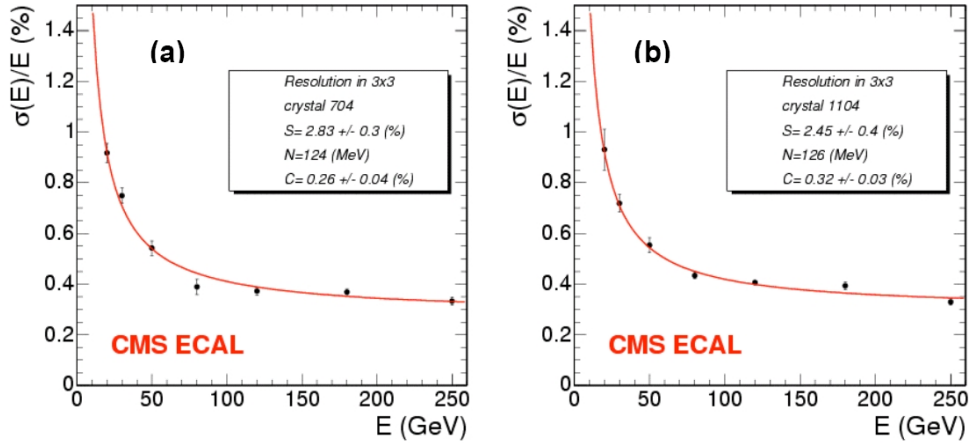 (a)
σ(E)/E (%)
1.4
1.2
1
0.8
0.6
0.4
0.2
0
Resolution in 3x3
crystal 704
S= 2.83 +/- 0.3 (%)
N=124 (MeV)
C= 0.26 +/- 0.04 (%)
CMS ECAL
0 50 100 150 200 250
E (GeV)
(b)
σ(E)/E (%)
1.4
1.2
1
0.8
0.6
0.4
0.2
0
Resolution in 3x3
crystal 1104
S= 2.45 +/- 0.4 (%)
N=126 (MeV)
C= 0.32 +/- 0.03 (%)
CMS ECAL
0 50 100 150 200 250
E (GeV)